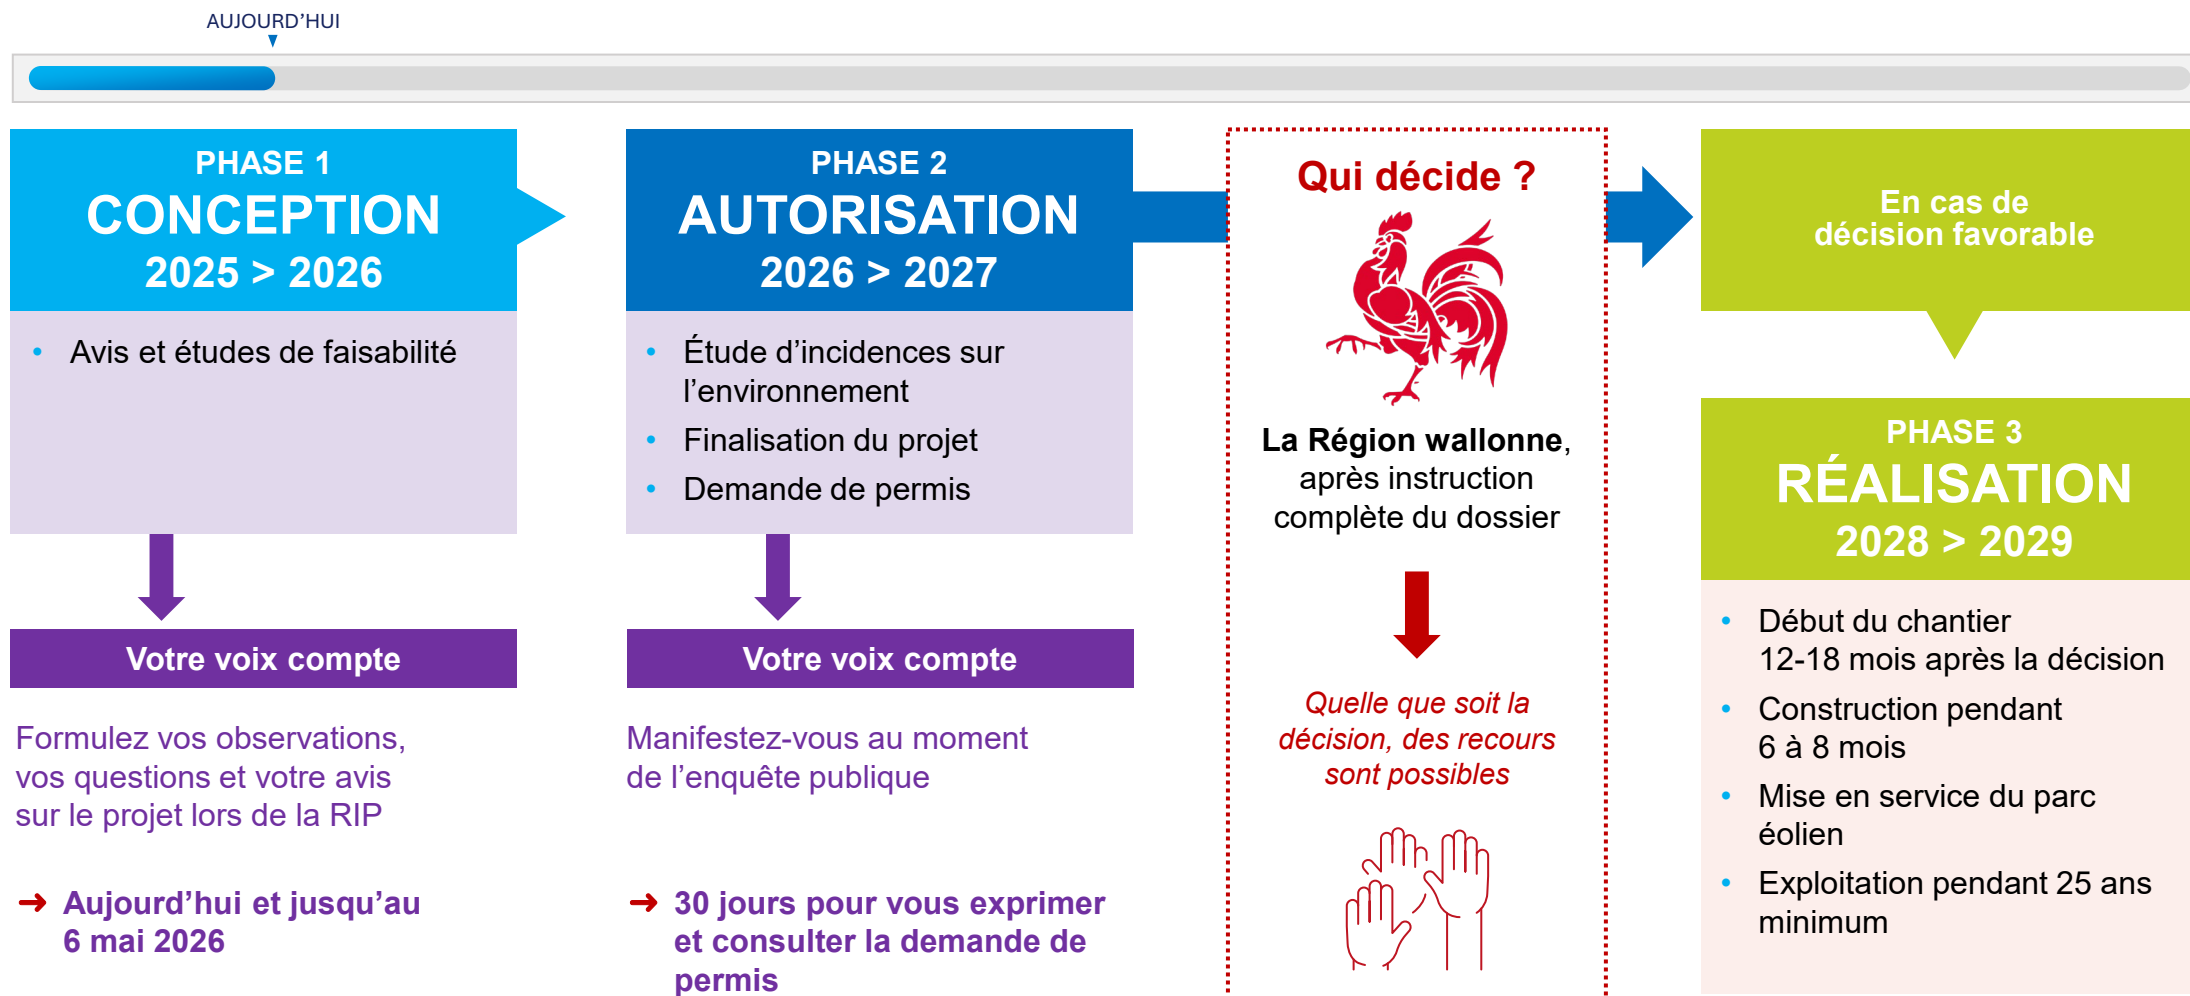 AUJOURD’HUI
PHASE 1
CONCEPTION
2025 > 2026
• Avis et études de faisabilité
Votre voix compte
Formulez vos observations,
vos questions et votre avis
sur le projet lors de la RIP
➜ Aujourd’hui et jusqu’au
6 mai 2026
PHASE 2
AUTORISATION
2026 > 2027
• Étude d’incidences sur
l’environnement
• Finalisation du projet
• Demande de permis
Votre voix compte
Manifestez-vous au moment
de l’enquête publique
➜ 30 jours pour vous exprimer
et consulter la demande de
permis
Qui décide ?
La Région wallonne,
après instruction
complète du dossier
Quelle que soit la
décision, des recours
sont possibles
En cas de
décision favorable
PHASE 3
RÉALISATION
2028 > 2029
• Début du chantier
12-18 mois après la décision
• Construction pendant
6 à 8 mois
• Mise en service du parc
éolien
• Exploitation pendant 25 ans
minimum